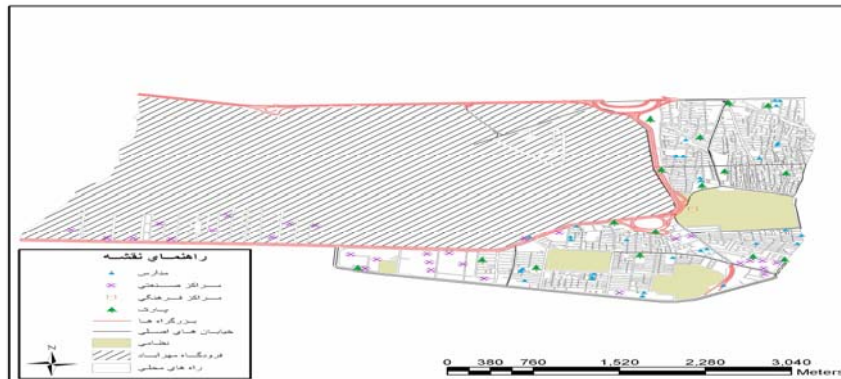 راهنمای نقشه
مدارس
مراکز صنعتی
مراکز فرهنگی
پارک
بزرگراه ها
خیابان های اصلی
نظامی
فرودگاه مهرآباد
راه های محلی
N
0 380 760 1,520 2,280 3,040
Meters